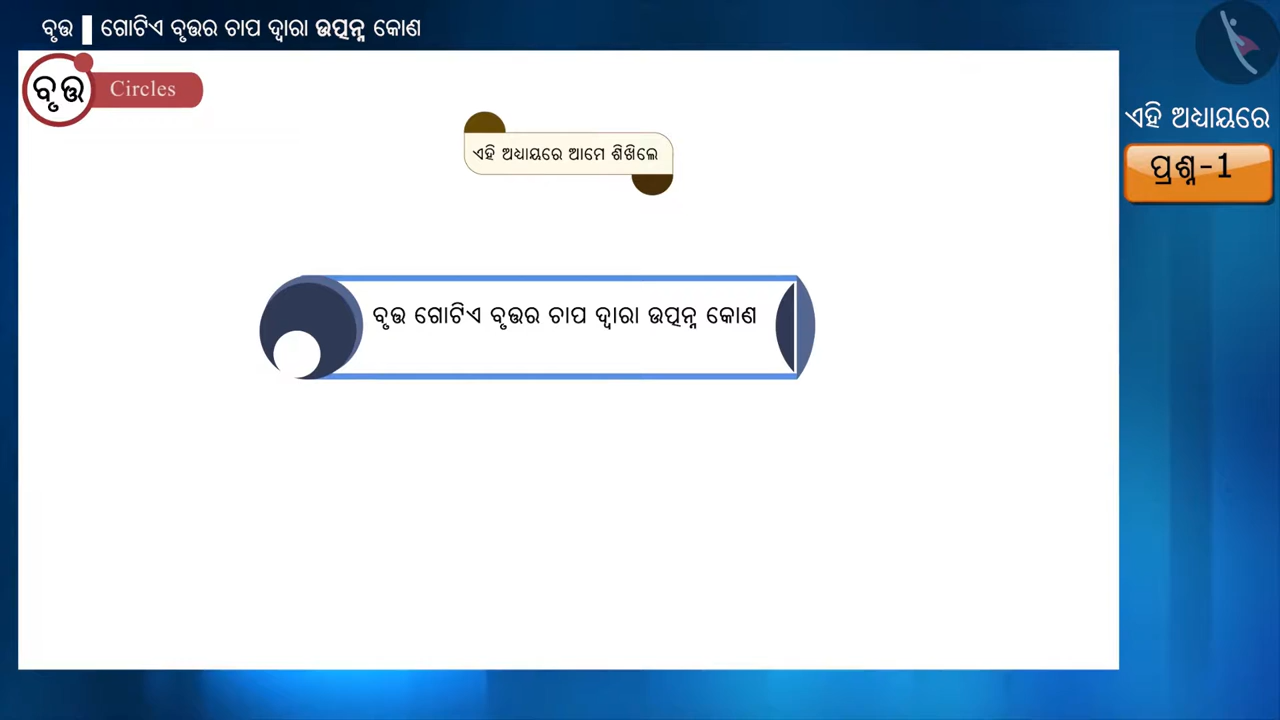 ବୃତ୍ତ ▌ ଗୋଟିଏ ବୃତ୍ତର ଚାପ ଦ୍ୱାରା ଉତ୍ପନ୍ନ କୋଣ
ବୃତ୍ତ Circles
ଏହି ଅଧ୍ୟାୟରେ
ପ୍ରଶ୍ନ-1
ଏହି ଅଧ୍ୟାୟରେ ଆମେ ଶିଖିଲେ
ବୃତ୍ତ ଗୋଟିଏ ବୃତ୍ତର ଚାପ ଦ୍ୱାରା ଉତ୍ପନ୍ନ କୋଣ